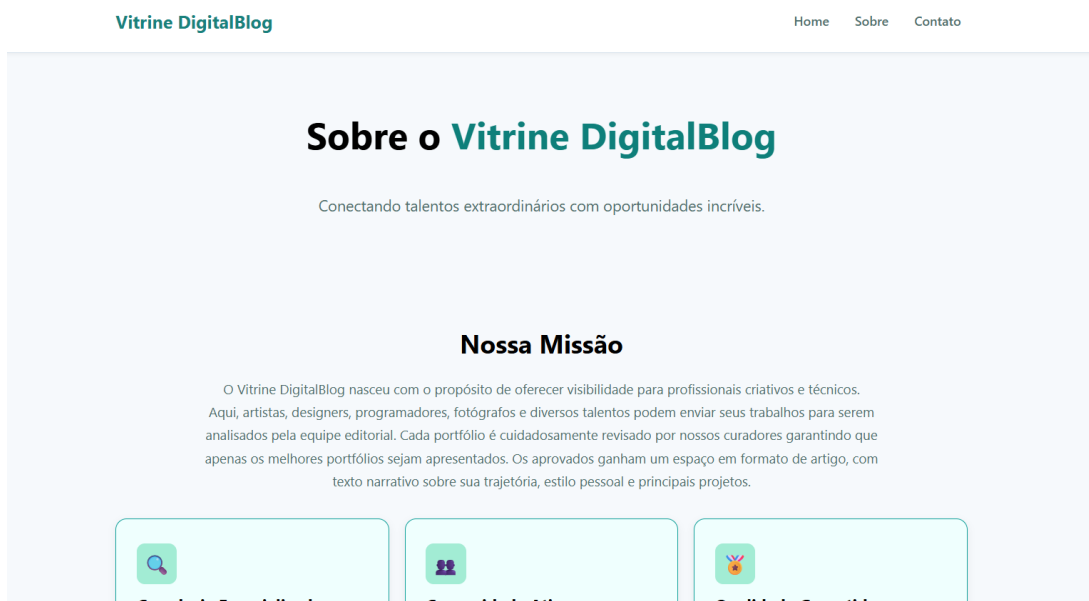 Vitrine DigitalBlog
Home Sobre Contato
Sobre o Vitrine DigitalBlog
Conectando talentos extraordinários com oportunidades incríveis.
Nossa Missão
O Vitrine DigitalBlog nasceu com o propósito de oferecer visibilidade para profissionais criativos e técnicos.
Aqui, artistas, designers, programadores, fotógrafos e diversos talentos podem enviar seus trabalhos para serem
analisados pela equipe editorial. Cada portfólio é cuidadosamente revisado por nossos curadores garantindo que
apenas os melhores portfólios sejam apresentados. Os aprovados ganham um espaço em formato de artigo, com
texto narrativo sobre sua trajetória, estilo pessoal e principais projetos.